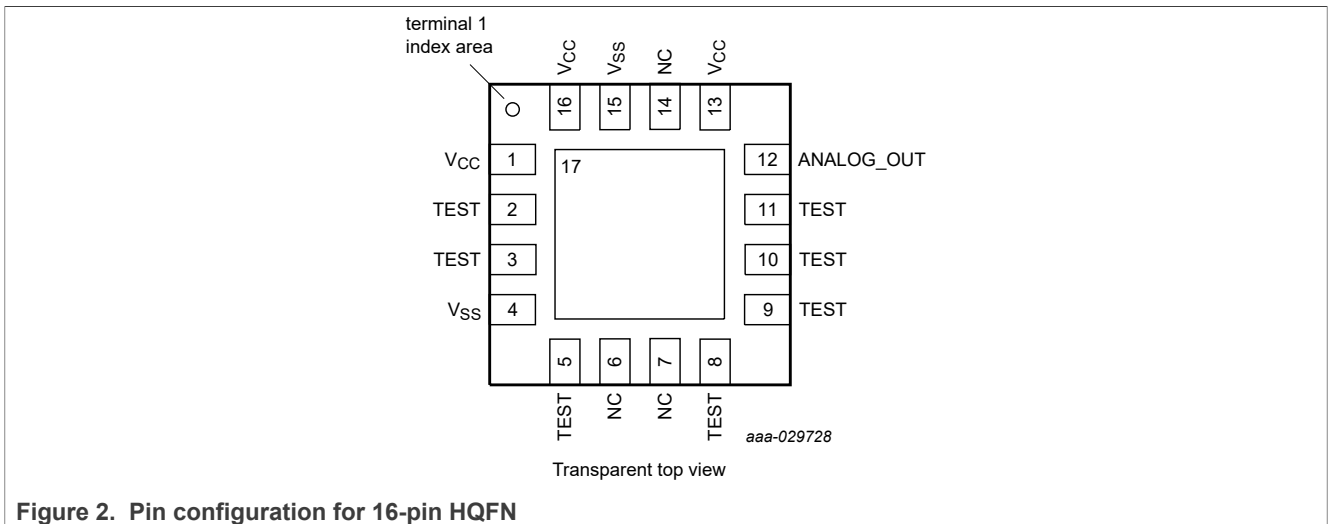 terminal 1
index area
VCC
VSS
NC
VCC
16
15
14
13
VCC 1
17
12 ANALOG_OUT
TEST 2
11 TEST
TEST 3
10 TEST
VSS 4
9 TEST
5
6
7
8
TEST
NC
NC
TEST
aaa-029728
Transparent top view
Figure 2. Pin configuration for 16-pin HQFN